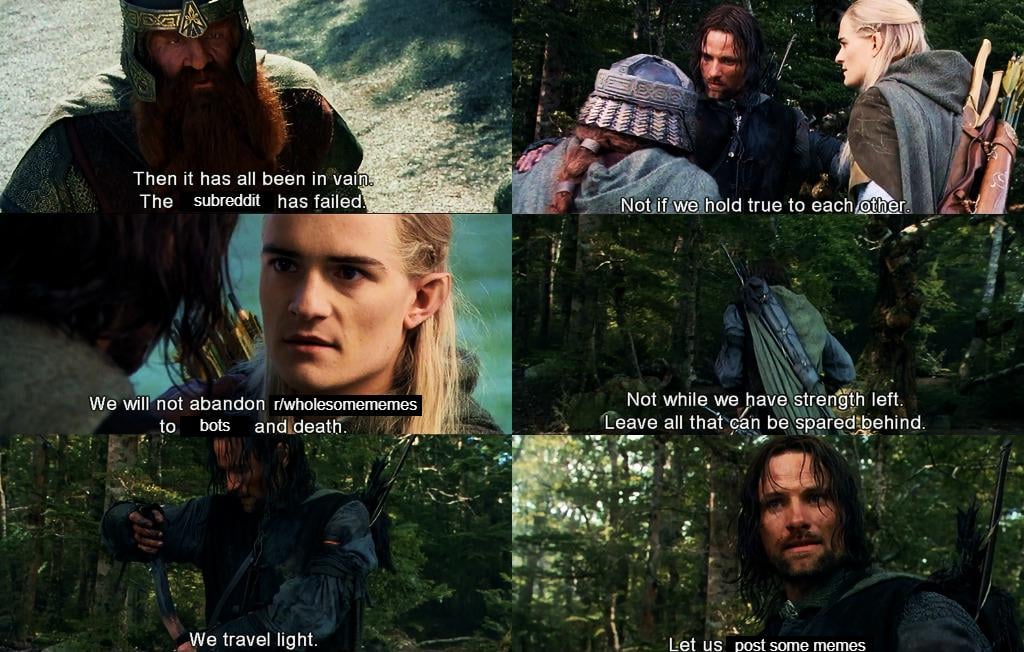 Then it has all been in vain.
The subreddit has failed.
Not if we hold true to each other.
We will not abandon r/wholesomememes
to bots and death.
Not while we have strength left.
Leave all that can be spared behind.
We travel light.
Let us post some memes